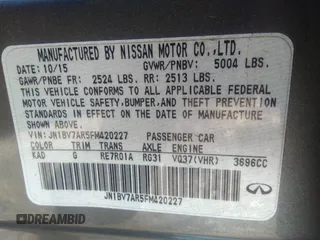 MANUFACTURED BY NISSAN MOTOR CO.,LTD.
DATE: 10/15 GVWR/PNBV: 5004 LBS.
GAWR/PNBE FR: 2524 LBS. RR: 2513 LBS.
THIS VEHICLE CONFORMS TO ALL APPLICABLE FEDERAL
MOTOR VEHICLE SAFETY, BUMPER, AND THEFT PREVENTION
STANDARDS IN EFFECT ON THE DATE OF MANUFACTURE
SHOWN ABOVE.
VIN: JN1BV7AR5FM420227 PASSENGER CAR
COLOR TRIM TRANS AXLE ENGINE
KAD G RE7R01A RG31 VQ37(VHR) 3696CC
JN1BV7AR5FM420227
INFINITI
DREAMBID